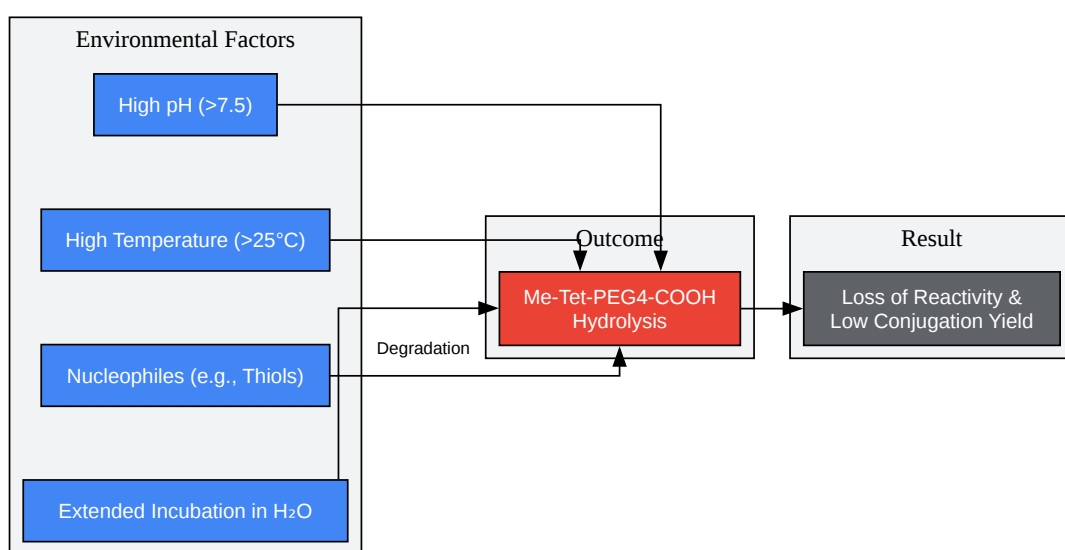 Environmental Factors
High pH (>7.5)
High Temperature (>25°C)
Nucleophiles (e.g., Thiols)
Extended Incubation in H₂O
Degradation
Outcome
Me-Tet-PEG4-COOH
Hydrolysis
Result
Loss of Reactivity &
Low Conjugation Yield